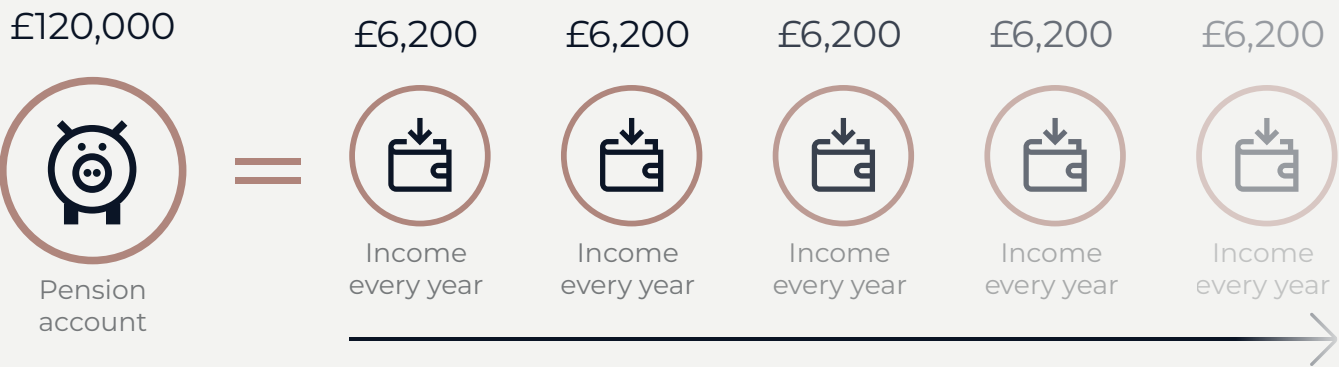 £120,000
Pension
account
£6,200
Income
every year
£6,200
Income
every year
£6,200
Income
every year
£6,200
Income
every year
£6,200
Income
every year